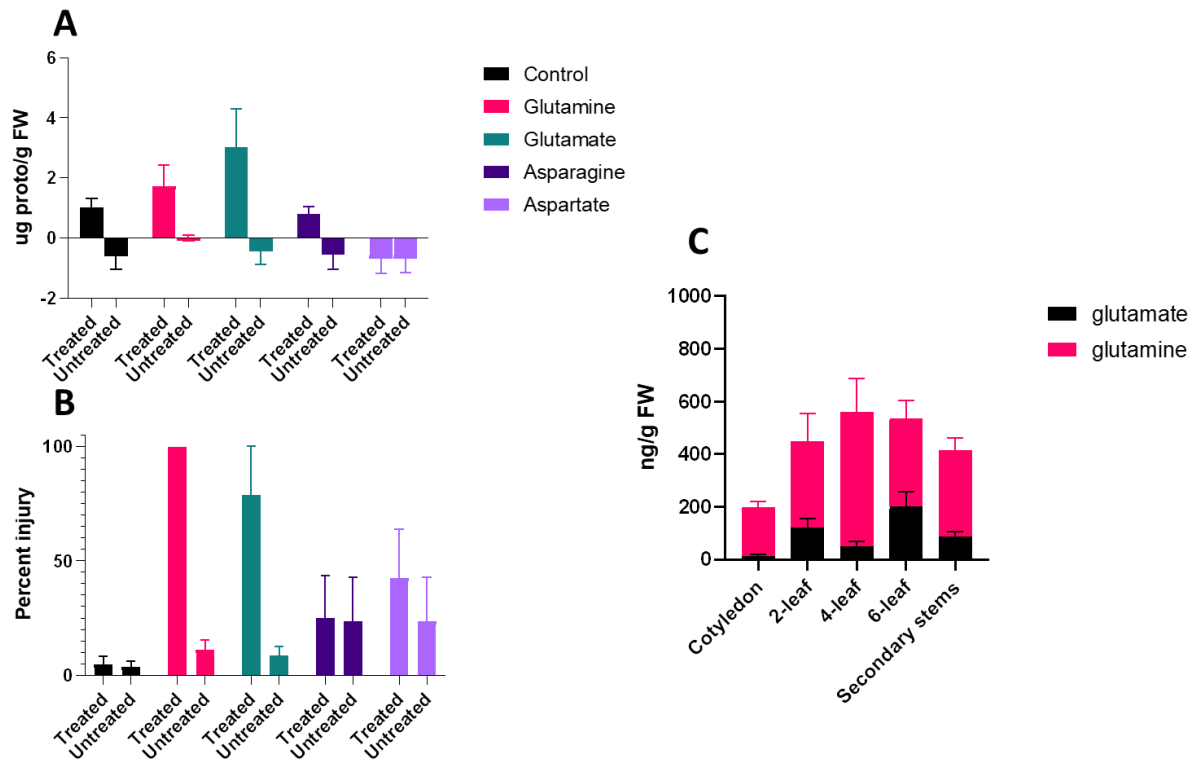 A
ug proto/g FW
6
4
2
0
-2
Treated
Untreated
Treated
Untreated
Treated
Untreated
Treated
Untreated
Treated
Untreated
Control
Glutamine
Glutamate
Asparagine
Aspartate
B
Percent injury
100
50
0
Treated
Untreated
Treated
Untreated
Treated
Untreated
Treated
Untreated
Treated
Untreated
C
ng/g FW
1000
800
600
400
200
0
Cotyledon
2-leaf
4-leaf
6-leaf
Secondary stems
glutamate
glutamine